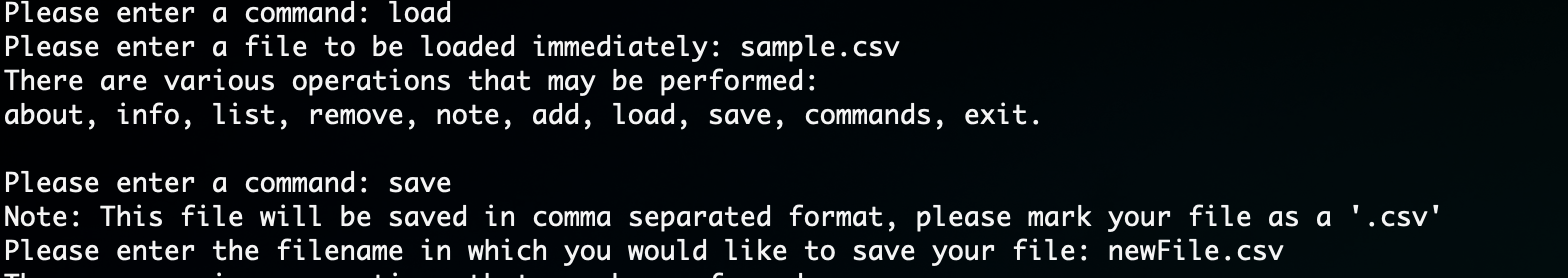 Please enter a command: load
Please enter a file to be loaded immediately: sample.csv
There are various operations that may be performed:
about, info, list, remove, note, add, load, save, commands, exit.
Please enter a command: save
Note: This file will be saved in comma separated format, please mark your file as a '.csv'
Please enter the filename in which you would like to save your file: newFile.csv